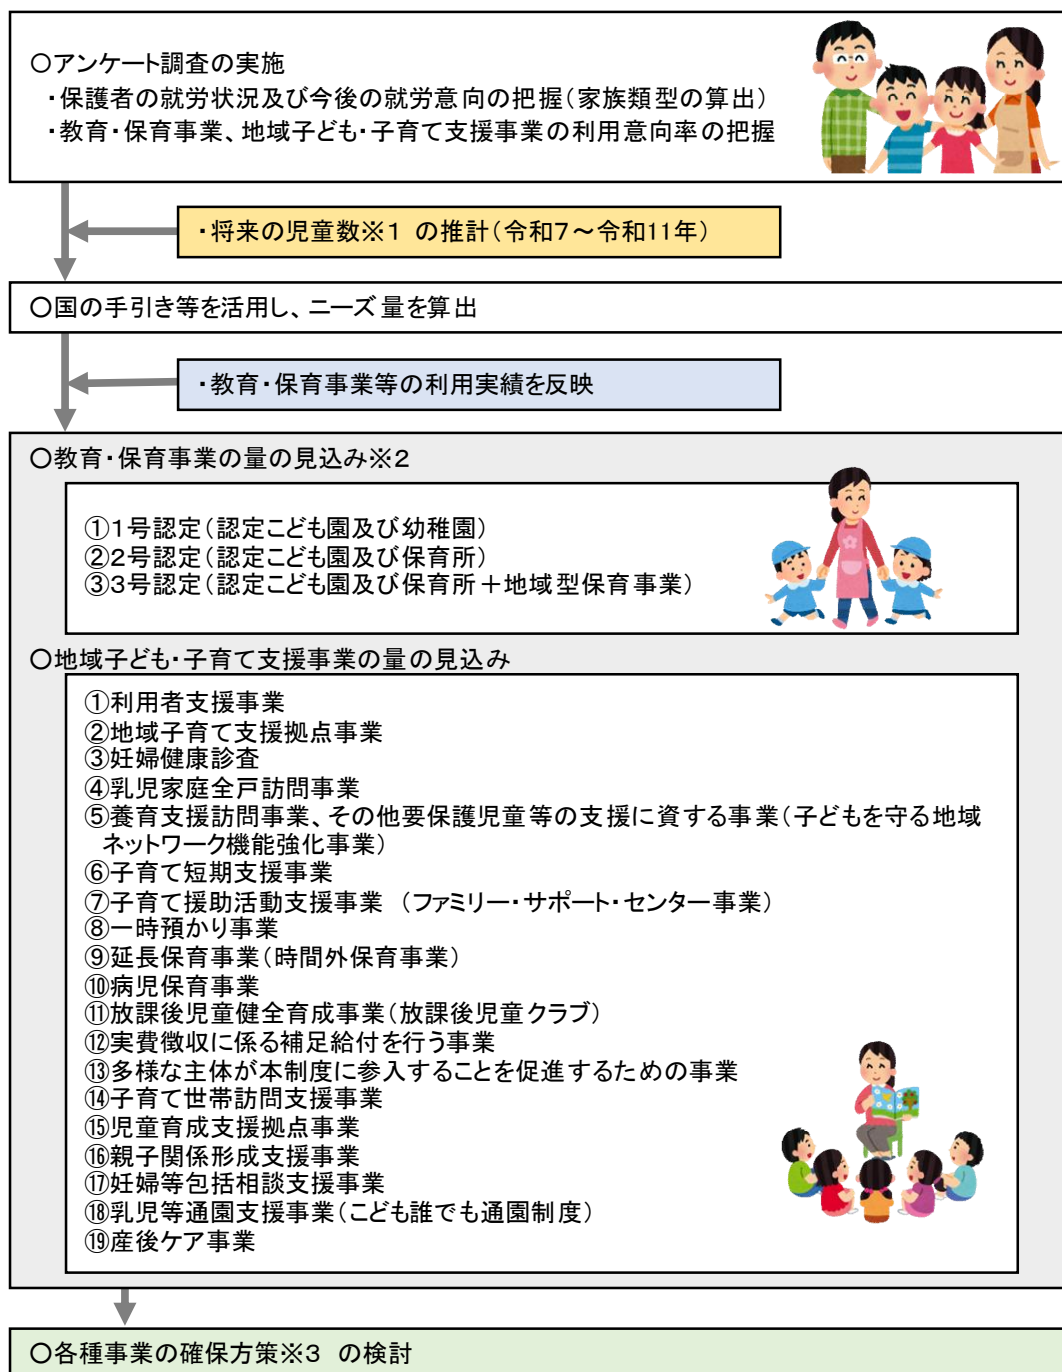 〇アンケート調査の実施
・保護者の就労状況及び今後の就労意向の把握（家族類型の算出）
・教育・保育事業、地域子ども・子育て支援事業の利用意向率の把握
・将来の児童数※１ の推計（令和７～令和11年）
〇国の手引き等を活用し、ニーズ量を算出
・教育・保育事業等の利用実績を反映
〇教育・保育事業の量の見込み※２
①１号認定（認定こども園及び幼稚園）
②２号認定（認定こども園及び保育所）
③３号認定（認定こども園及び保育所＋地域型保育事業）
〇地域子ども・子育て支援事業の量の見込み
①利用者支援事業
②地域子育て支援拠点事業
③妊婦健康診査
④乳児家庭全戸訪問事業
⑤養育支援訪問事業、その他要保護児童等の支援に資する事業（子どもを守る地域
ネットワーク機能強化事業）
⑥子育て短期支援事業
⑦子育て援助活動支援事業 （ファミリー・サポート・センター事業）
⑧一時預かり事業
⑨延長保育事業（時間外保育事業）
⑩病児保育事業
⑪放課後児童健全育成事業（放課後児童クラブ）
⑫実費徴収に係る補足給付を行う事業
⑬多様な主体が本制度に参入することを促進するための事業
⑭子育て世帯訪問支援事業
⑮児童育成支援拠点事業
⑯親子関係形成支援事業
⑰妊婦等包括相談支援事業
⑱乳児等通園支援事業（こども誰でも通園制度）
⑲産後ケア事業
〇各種事業の確保方策※３ の検討